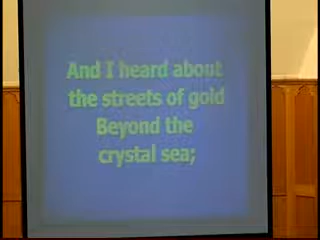 And I heard about
the streets of gold
Beyond the
crystal sea;